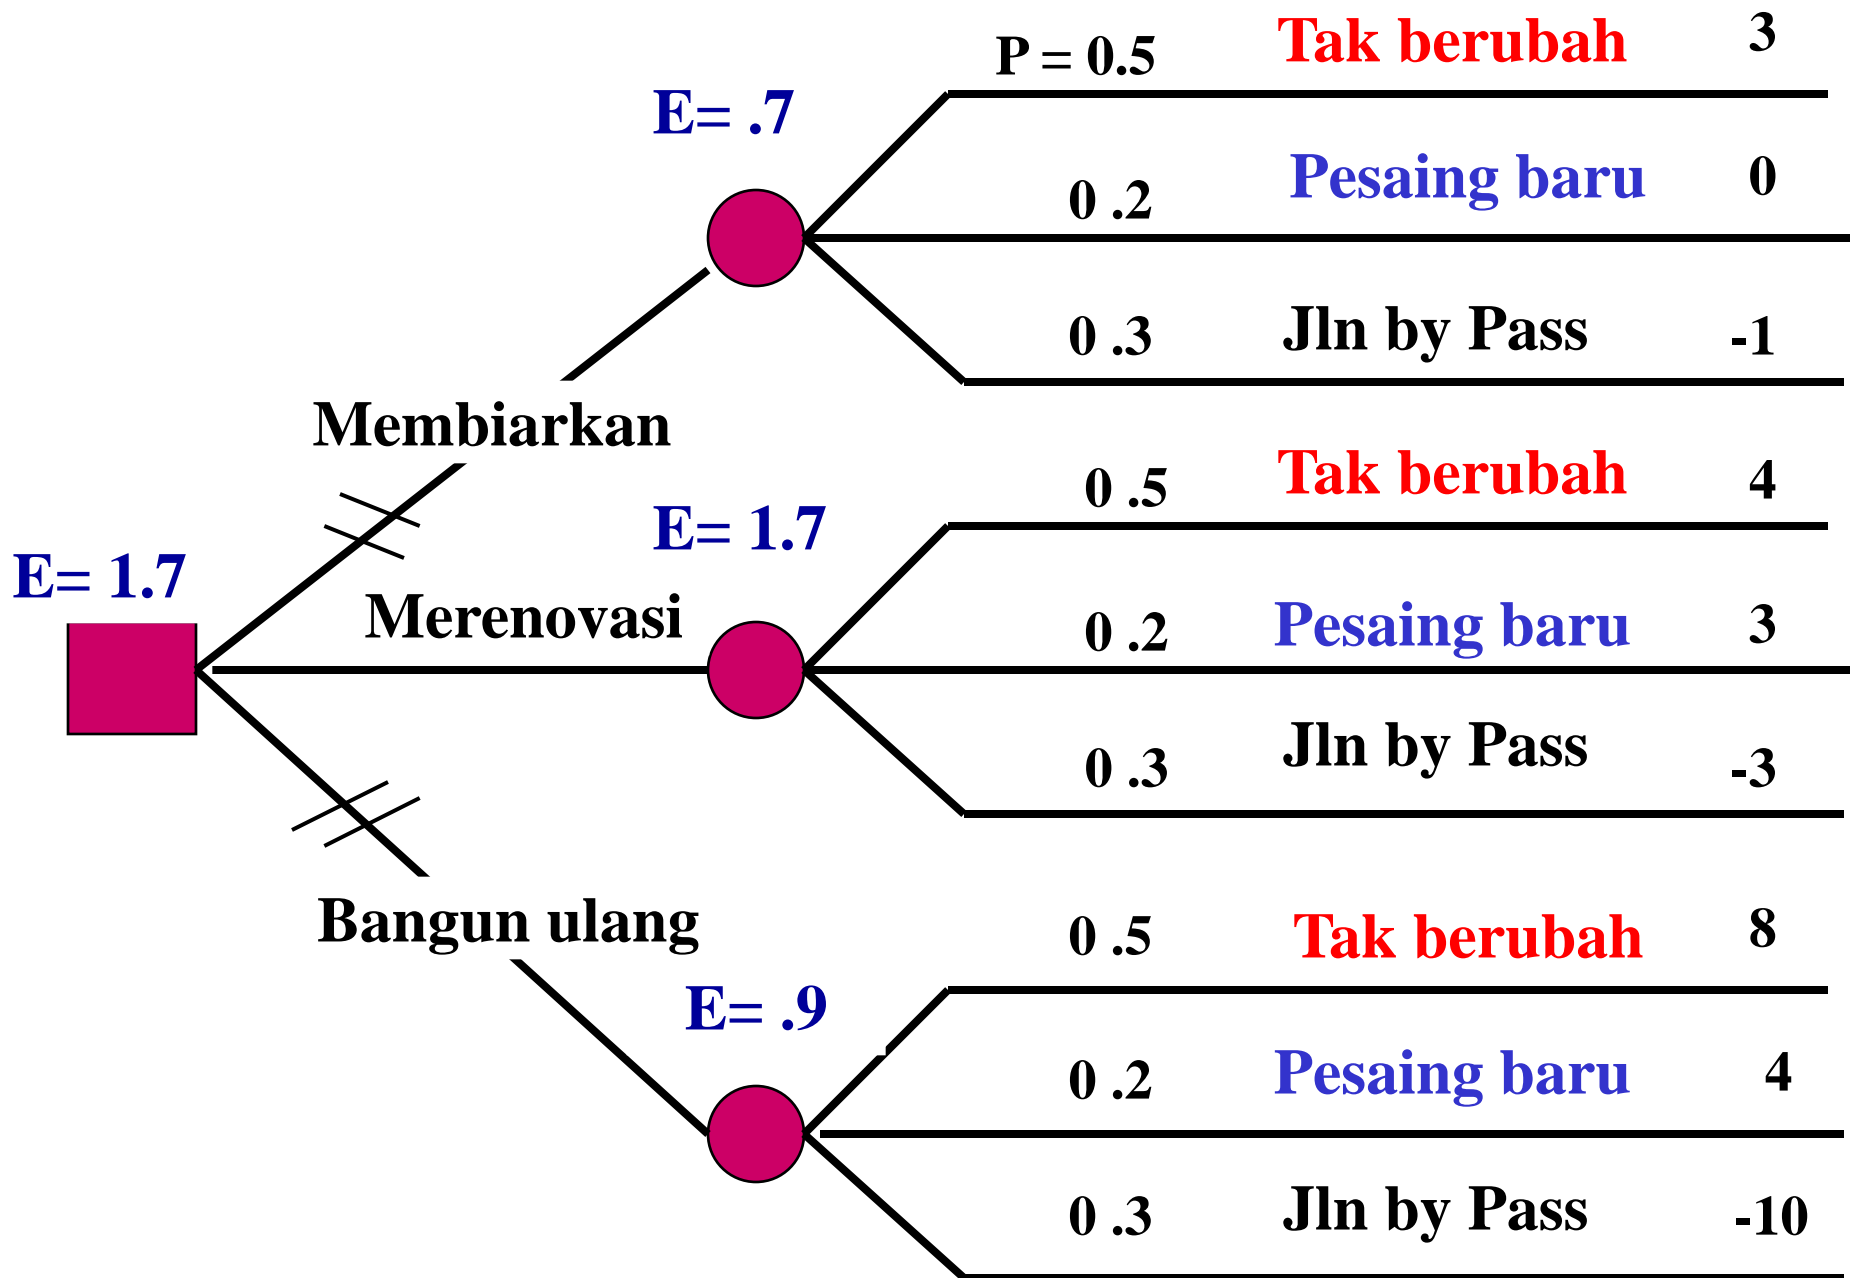 P = 0.5 Tak berubah 3
E= .7
0 .2 Pesaing baru 0
0 .3 Jln by Pass -1
Membiarkan
0 .5 Tak berubah 4
E= 1.7
E= 1.7
Merenovasi
0 .2 Pesaing baru 3
0 .3 Jln by Pass -3
Bangun ulang
0 .5 Tak berubah 8
E= .9
0 .2 Pesaing baru 4
0 .3 Jln by Pass -10